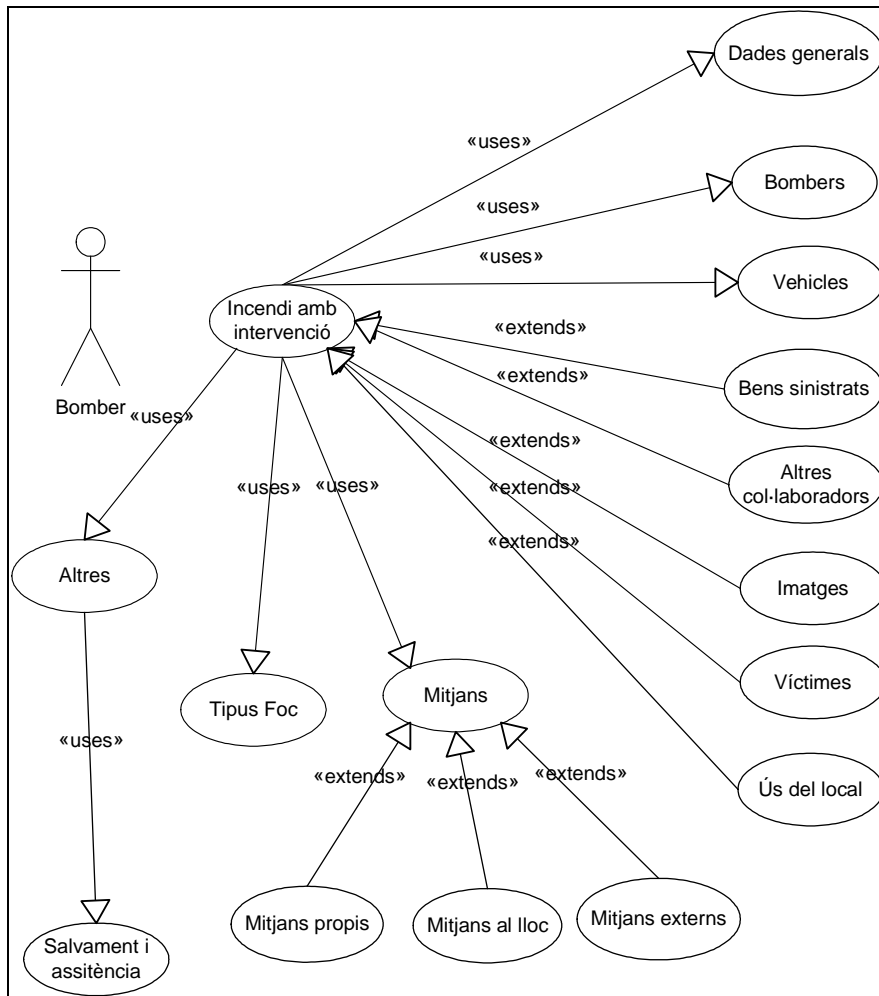 Dades generals
«uses»
Bombers
«uses»
«uses»
Vehicles
Incendi amb
intervenció
«extends»
Bens sinistrats
«extends»
Bomber
«uses»
Altres
col·laboradors
«extends»
«uses»
«uses»
«extends»
«extends»
Altres
Imatges
Víctimes
Tipus Foc
Mitjans
«uses»
«extends»
«extends»
«extends»
Ús del local
Mitjans propis
Mitjans al lloc
Mitjans externs
Salvament i
assitència